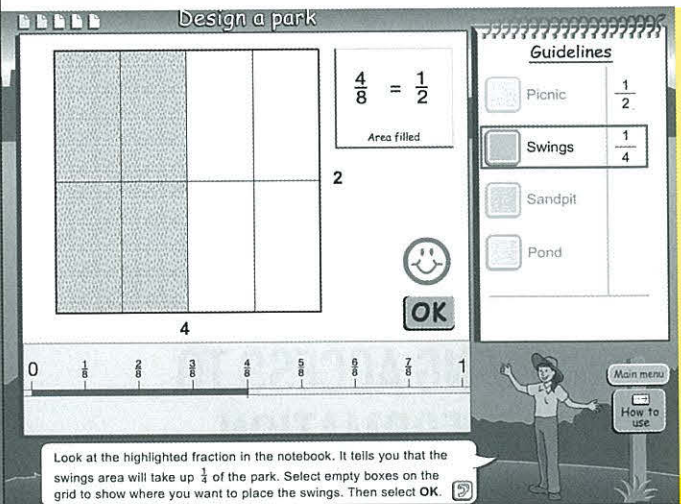 Design a park
4/8 = 1/2
Area filled
2
4
OK
0 1/8 2/8 3/8 4/8 5/8 6/8 7/8 1
Guidelines
Picnic 1/2
Swings 1/4
Sandpit
Pond
Main menu
How to
use
Look at the highlighted fraction in the notebook. It tells you that the
swings area will take up 1/4 of the park. Select empty boxes on the
grid to show where you want to place the swings. Then select OK.